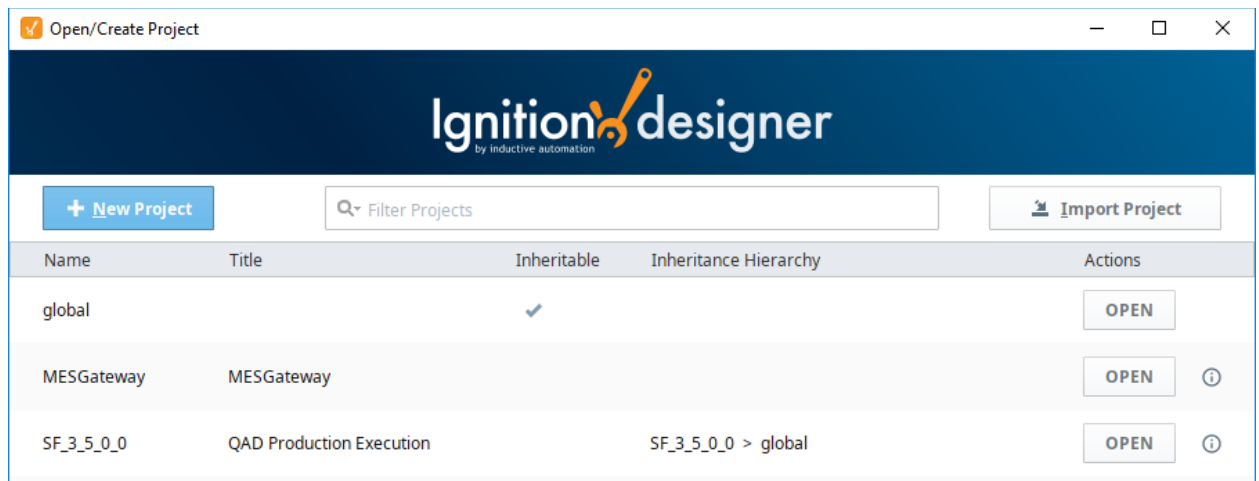 Open/Create Project
Ignition designer
by inductive automation
New Project
Filter Projects
Import Project
Name Title Inheritable Inheritance Hierarchy Actions
global OPEN
MESGateway MESGateway OPEN
SF_3_5_0_0 QAD Production Execution SF_3_5_0_0 > global OPEN